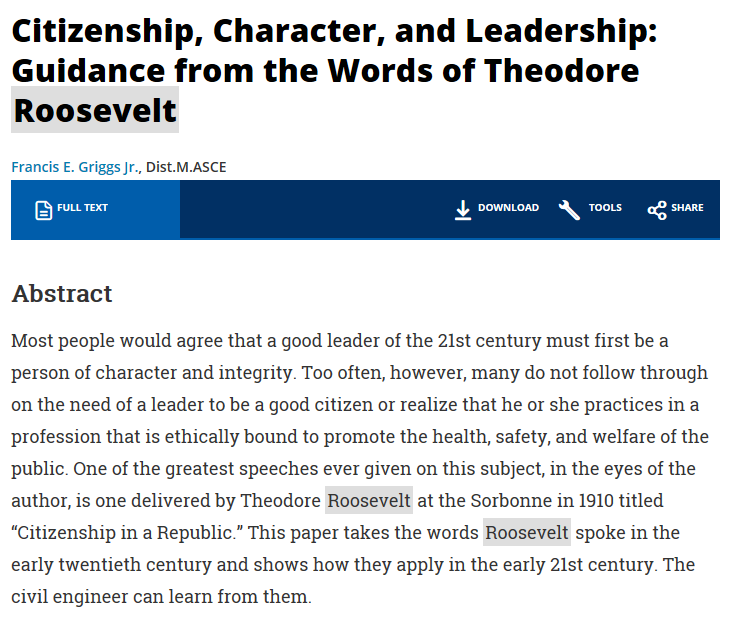 Citizenship, Character, and Leadership:
Guidance from the Words of Theodore
Roosevelt
Francis E. Griggs Jr., Dist.M.ASCE
FULL TEXT DOWNLOAD TOOLS SHARE
Abstract
Most people would agree that a good leader of the 21st century must first be a
person of character and integrity. Too often, however, many do not follow through
on the need of a leader to be a good citizen or realize that he or she practices in a
profession that is ethically bound to promote the health, safety, and welfare of the
public. One of the greatest speeches ever given on this subject, in the eyes of the
author, is one delivered by Theodore Roosevelt at the Sorbonne in 1910 titled
“Citizenship in a Republic.” This paper takes the words Roosevelt spoke in the
early twentieth century and shows how they apply in the early 21st century. The
civil engineer can learn from them.